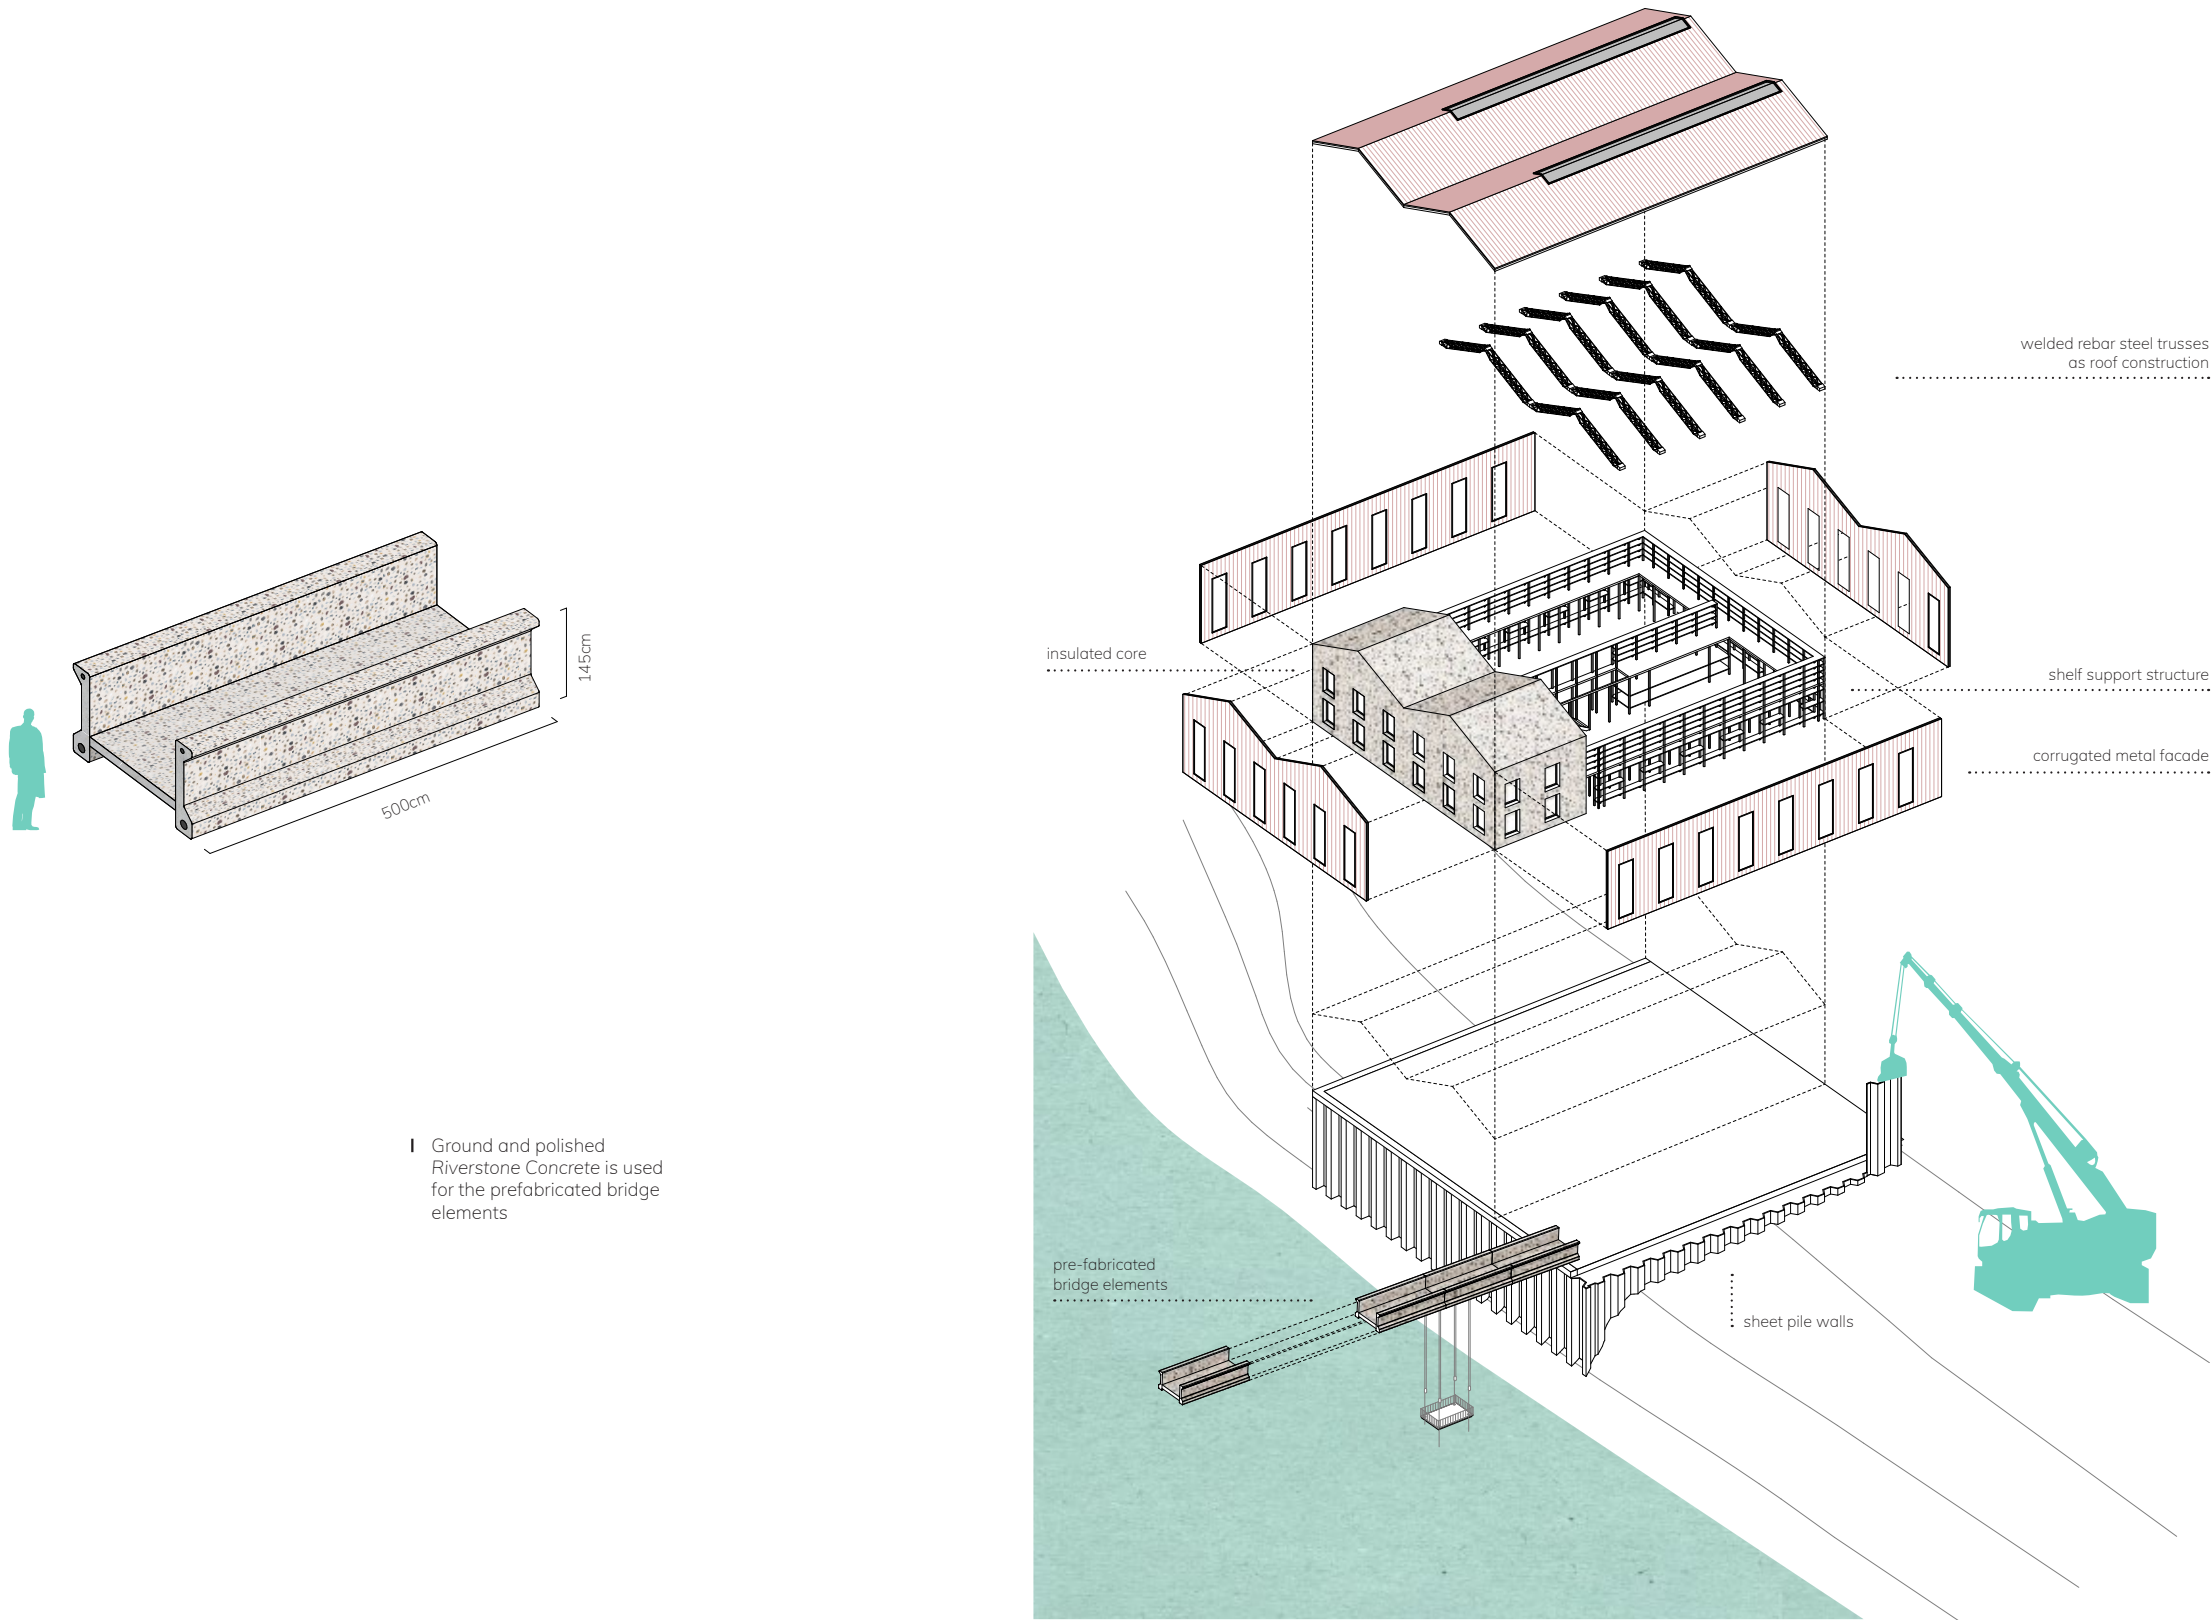 145cm
500cm
I Ground and polished
Riverstone Concrete is used
for the prefabricated bridge
elements
welded rebar steel trusses
as roof construction
insulated core
shelf support structure
corrugated metal facade
pre-fabricated
bridge elements
sheet pile walls